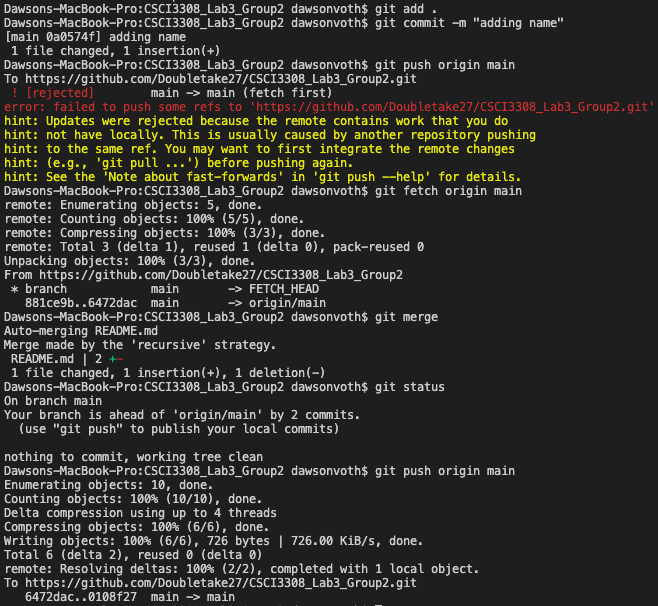 Dawsons-MacBook-Pro:CSCI3308_Lab3_Group2 dawsonvoth$ git add .
Dawsons-MacBook-Pro:CSCI3308_Lab3_Group2 dawsonvoth$ git commit -m "adding name"
[main 0a0574f] adding name
 1 file changed, 1 insertion(+)
Dawsons-MacBook-Pro:CSCI3308_Lab3_Group2 dawsonvoth$ git push origin main
To https://github.com/Doubletake27/CSCI3308_Lab3_Group2.git
 ! [rejected]        main -> main (fetch first)
error: failed to push some refs to 'https://github.com/Doubletake27/CSCI3308_Lab3_Group2.git'
hint: Updates were rejected because the remote contains work that you do
hint: not have locally. This is usually caused by another repository pushing
hint: to the same ref. You may want to first integrate the remote changes
hint: (e.g., 'git pull ...') before pushing again.
hint: See the 'Note about fast-forwards' in 'git push --help' for details.
Dawsons-MacBook-Pro:CSCI3308_Lab3_Group2 dawsonvoth$ git fetch origin main
remote: Enumerating objects: 5, done.
remote: Counting objects: 100% (5/5), done.
remote: Compressing objects: 100% (3/3), done.
remote: Total 3 (delta 1), reused 1 (delta 0), pack-reused 0
Unpacking objects: 100% (3/3), done.
From https://github.com/Doubletake27/CSCI3308_Lab3_Group2
 * branch            main       -> FETCH_HEAD
   881ce9b..6472dac  main       -> origin/main
Dawsons-MacBook-Pro:CSCI3308_Lab3_Group2 dawsonvoth$ git merge
Auto-merging README.md
Merge made by the 'recursive' strategy.
 README.md | 2 +-
 1 file changed, 1 insertion(+), 1 deletion(-)
Dawsons-MacBook-Pro:CSCI3308_Lab3_Group2 dawsonvoth$ git status
On branch main
Your branch is ahead of 'origin/main' by 2 commits.
  (use "git push" to publish your local commits)

nothing to commit, working tree clean
Dawsons-MacBook-Pro:CSCI3308_Lab3_Group2 dawsonvoth$ git push origin main
Enumerating objects: 10, done.
Counting objects: 100% (10/10), done.
Delta compression using up to 4 threads
Compressing objects: 100% (6/6), done.
Writing objects: 100% (6/6), 726 bytes | 726.00 KiB/s, done.
Total 6 (delta 2), reused 0 (delta 0)
remote: Resolving deltas: 100% (2/2), completed with 1 local object.
To https://github.com/Doubletake27/CSCI3308_Lab3_Group2.git
   6472dac..0108f27  main -> main